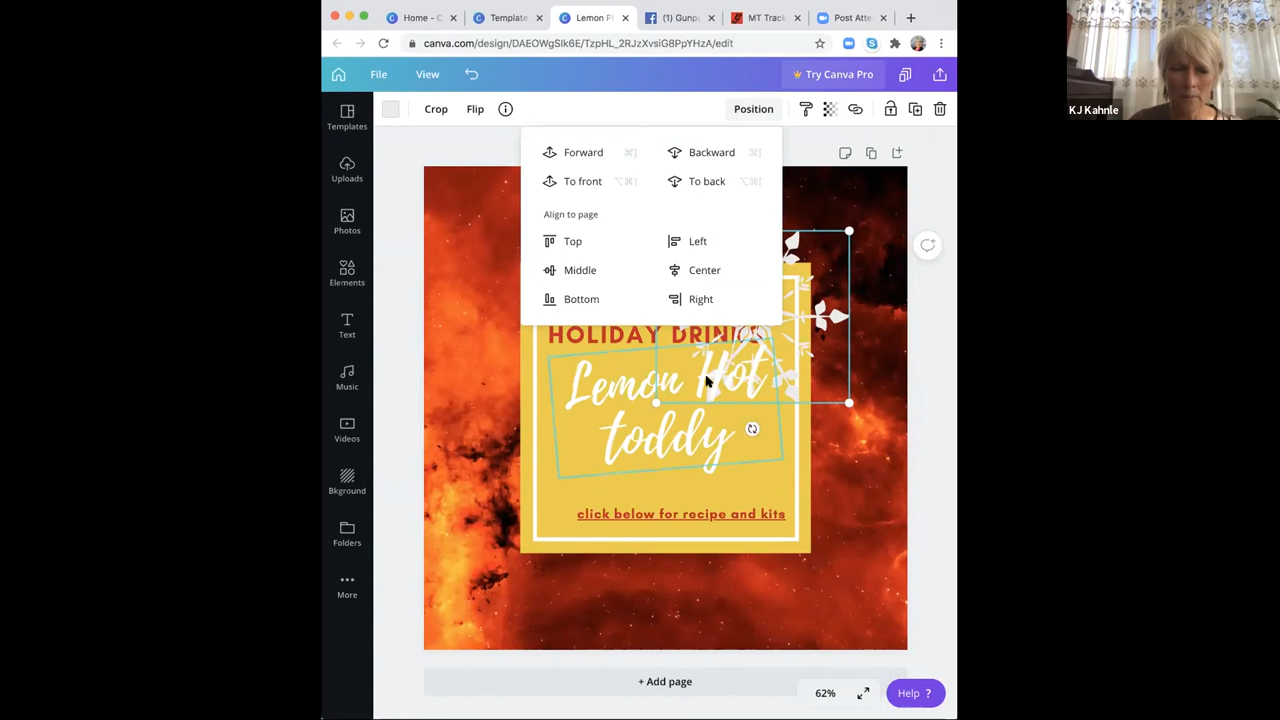 Home - C
Template
Lemon P
(1) Gunpu
MT Track
Post Atte
canva.com/design/DAEOWgSlk6E/TzpHL_2RJzXvsiG8PpYHzA/edit
KJ Kahnle
File
View
Try Canva Pro
Crop
Flip
Position
Templates
Uploads
Photos
Elements
Text
Music
Videos
Bkground
Folders
More
Forward ⌘]
Backward ⌘[
To front ⌥⌘]
To back ⌥⌘[
Align to page
Top
Left
Middle
Center
Bottom
Right
HOLIDAY DRINKS
Lemon Hot
toddy
click below for recipe and kits
+ Add page
62%
Help ?